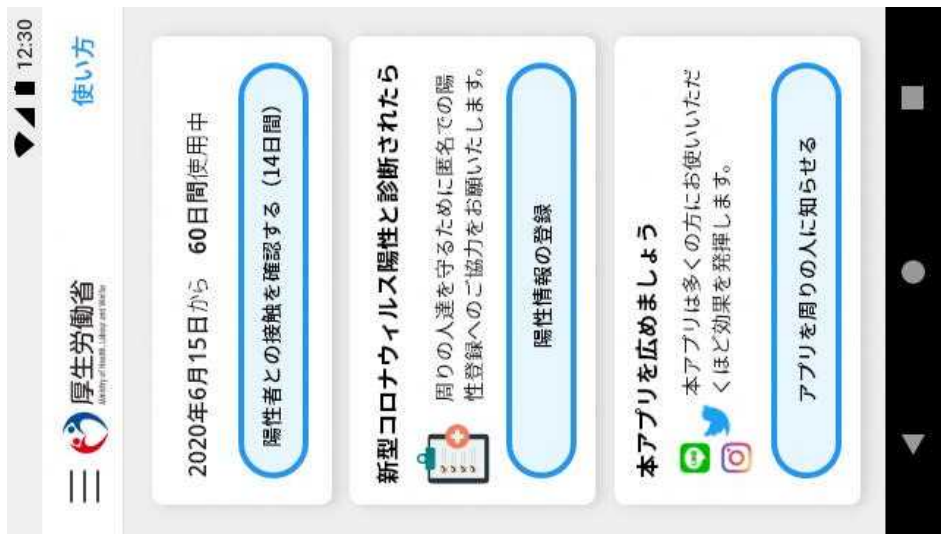 12:30
厚生労働省
Ministry of Health, Labour and Welfare
使い方
2020年6月15日から 60日間使用中
陽性者との接触を確認する（14日間）
新型コロナウィルス陽性と診断されたら
周りの人達を守るために匿名での陽
性登録へのご協力をお願いいたします。
陽性情報の登録
本アプリを広めましょう
本アプリは多くの方にお使いいただ
くほど効果を発揮します。
アプリを周りの人に知らせる